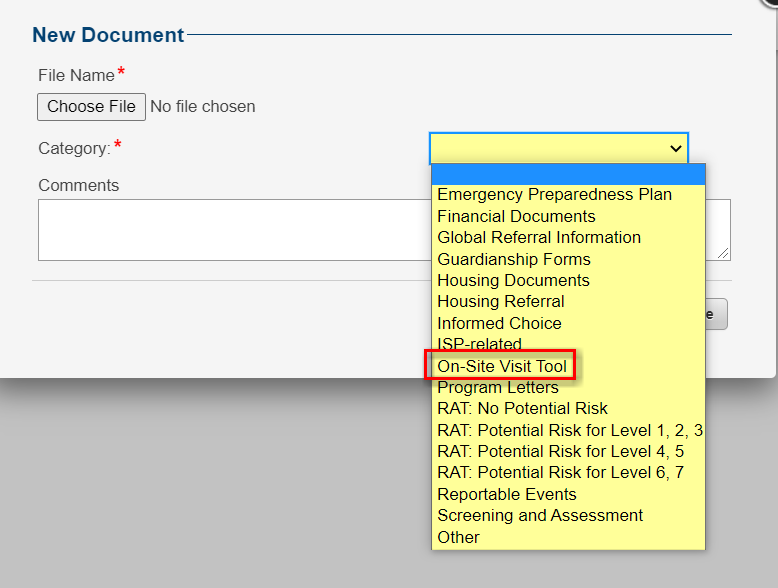 New Document
File Name*
Choose File No file chosen
Category:*
Comments
Emergency Preparedness Plan
Financial Documents
Global Referral Information
Guardianship Forms
Housing Documents
Housing Referral
Informed Choice
ISP-related
On-Site Visit Tool
Program Letters
RAT: No Potential Risk
RAT: Potential Risk for Level 1, 2, 3
RAT: Potential Risk for Level 4, 5
RAT: Potential Risk for Level 6, 7
Reportable Events
Screening and Assessment
Other